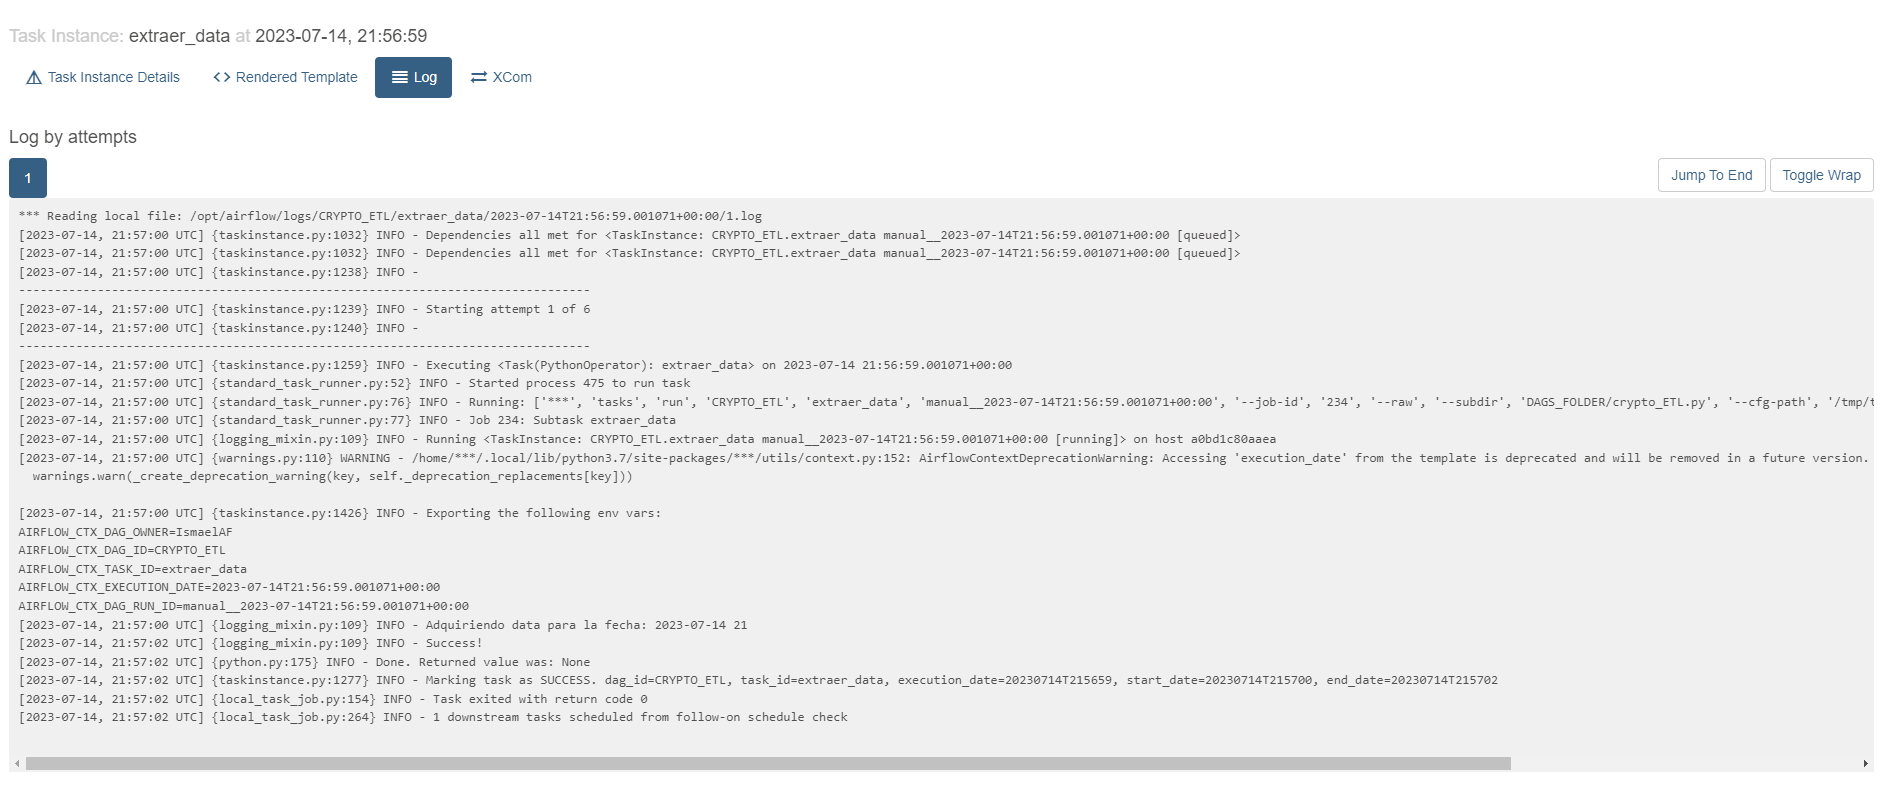 Task Instance: extraer_data at 2023-07-14, 21:56:59
Task Instance Details Rendered Template Log XCom
Log by attempts
1
Jump To End Toggle Wrap
*** Reading local file: /opt/airflow/logs/CRYPTO_ETL/extraer_data/2023-07-14T21:56:59.001071+00:00/1.log
[2023-07-14, 21:57:00 UTC] {taskinstance.py:1032} INFO - Dependencies all met for <TaskInstance: CRYPTO_ETL.extraer_data manual__2023-07-14T21:56:59.001071+00:00 [queued]>
[2023-07-14, 21:57:00 UTC] {taskinstance.py:1032} INFO - Dependencies all met for <TaskInstance: CRYPTO_ETL.extraer_data manual__2023-07-14T21:56:59.001071+00:00 [queued]>
[2023-07-14, 21:57:00 UTC] {taskinstance.py:1238} INFO -
--------------------------------------------------------------------------------
[2023-07-14, 21:57:00 UTC] {taskinstance.py:1239} INFO - Starting attempt 1 of 6
[2023-07-14, 21:57:00 UTC] {taskinstance.py:1240} INFO -
--------------------------------------------------------------------------------
[2023-07-14, 21:57:00 UTC] {taskinstance.py:1259} INFO - Executing <Task(PythonOperator): extraer_data> on 2023-07-14 21:56:59.001071+00:00
[2023-07-14, 21:57:00 UTC] {standard_task_runner.py:52} INFO - Started process 475 to run task
[2023-07-14, 21:57:00 UTC] {standard_task_runner.py:76} INFO - Running: ['***', 'tasks', 'run', 'CRYPTO_ETL', 'extraer_data', 'manual__2023-07-14T21:56:59.001071+00:00', '--job-id', '234', '--raw', '--subdir', 'DAGS_FOLDER/crypto_ETL.py', '--cfg-path', '/tmp/t
[2023-07-14, 21:57:00 UTC] {standard_task_runner.py:77} INFO - Job 234: Subtask extraer_data
[2023-07-14, 21:57:00 UTC] {logging_mixin.py:109} INFO - Running <TaskInstance: CRYPTO_ETL.extraer_data manual__2023-07-14T21:56:59.001071+00:00 [running]> on host a0bd1c80aaea
[2023-07-14, 21:57:00 UTC] {warnings.py:110} WARNING - /home/***/.local/lib/python3.7/site-packages/***/utils/context.py:152: AirflowContextDeprecationWarning: Accessing 'execution_date' from the template is deprecated and will be removed in a future version.
warnings.warn(_create_deprecation_warning(key, self._deprecation_replacements[key]))
[2023-07-14, 21:57:00 UTC] {taskinstance.py:1426} INFO - Exporting the following env vars:
AIRFLOW_CTX_DAG_OWNER=IsmaelAF
AIRFLOW_CTX_DAG_ID=CRYPTO_ETL
AIRFLOW_CTX_TASK_ID=extraer_data
AIRFLOW_CTX_EXECUTION_DATE=2023-07-14T21:56:59.001071+00:00
AIRFLOW_CTX_DAG_RUN_ID=manual__2023-07-14T21:56:59.001071+00:00
[2023-07-14, 21:57:00 UTC] {logging_mixin.py:109} INFO - Adquiriendo data para la fecha: 2023-07-14 21
[2023-07-14, 21:57:02 UTC] {logging_mixin.py:109} INFO - Success!
[2023-07-14, 21:57:02 UTC] {python.py:175} INFO - Done. Returned value was: None
[2023-07-14, 21:57:02 UTC] {taskinstance.py:1277} INFO - Marking task as SUCCESS. dag_id=CRYPTO_ETL, task_id=extraer_data, execution_date=20230714T215659, start_date=20230714T215700, end_date=20230714T215702
[2023-07-14, 21:57:02 UTC] {local_task_job.py:154} INFO - Task exited with return code 0
[2023-07-14, 21:57:02 UTC] {local_task_job.py:264} INFO - 1 downstream tasks scheduled from follow-on schedule check